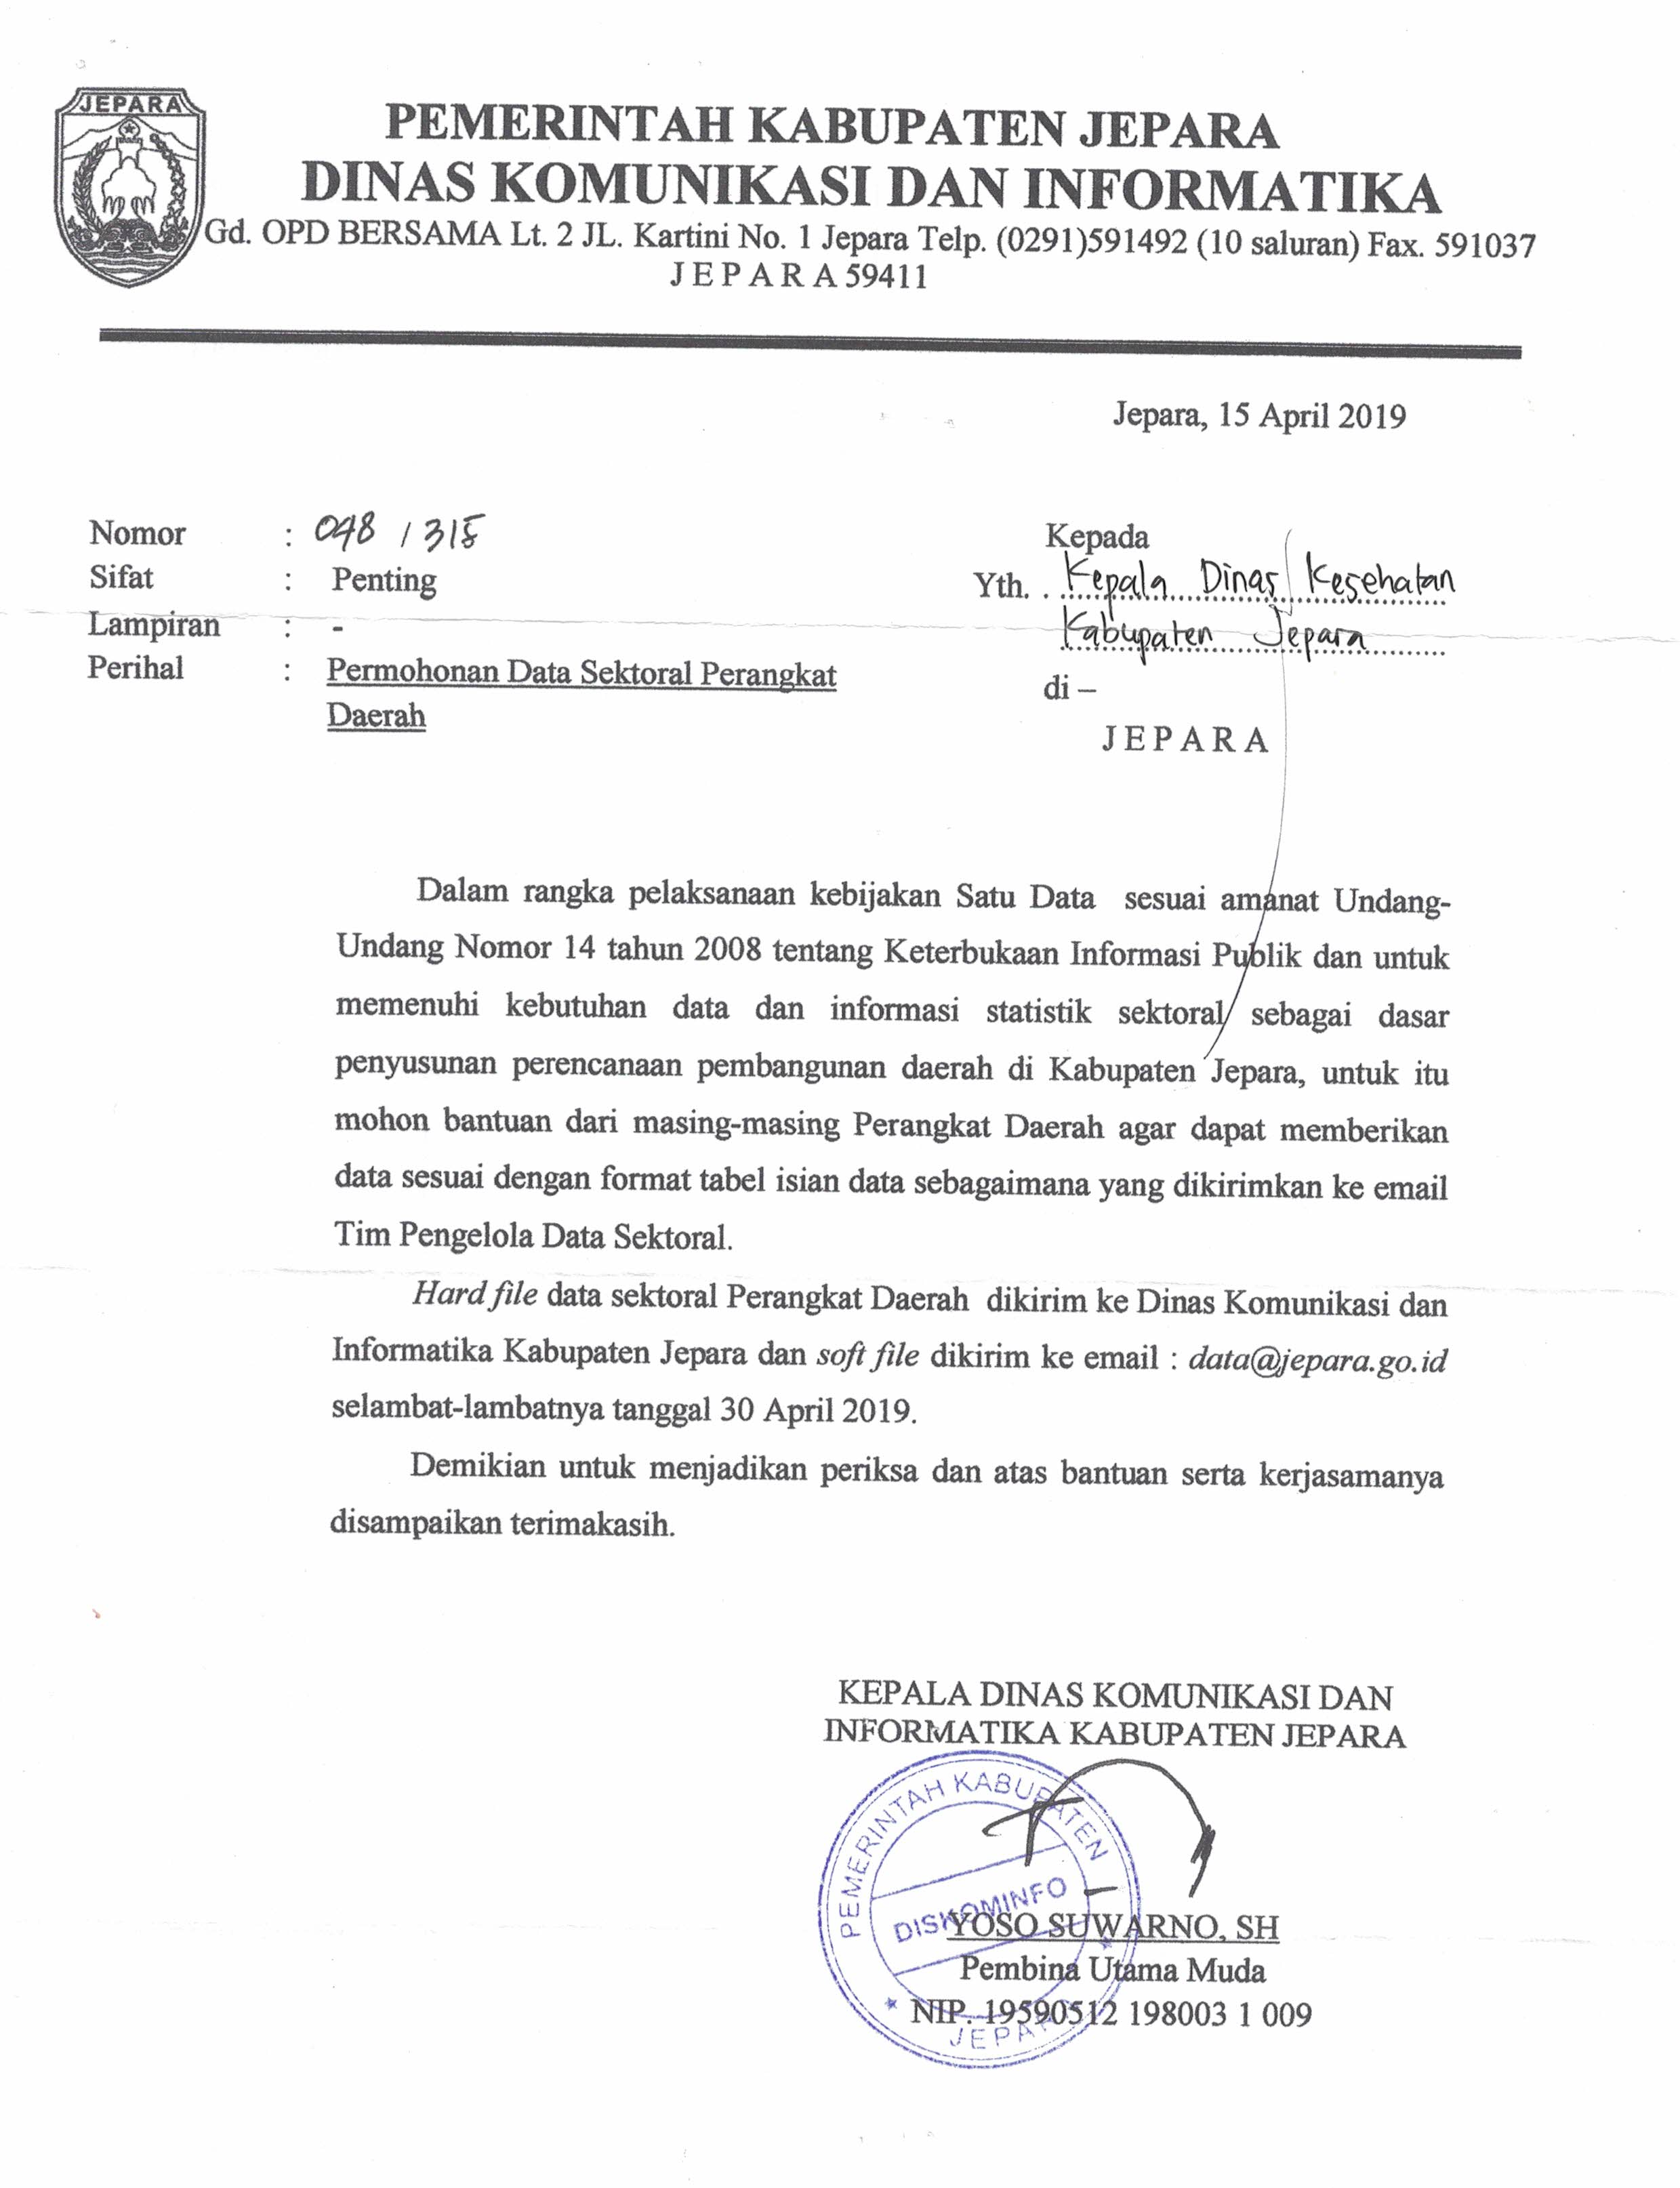 JEPARA
PEMERINTAH KABUPATEN JEPARA
DINAS KOMUNIKASI DAN INFORMATIKA
Gd. OPD BERSAMA Lt. 2 JL. Kartini No. 1 Jepara Telp. (0291)591492 (10 saluran) Fax. 591037
J E P A R A 59411
Jepara, 15 April 2019
Nomor : 048 / 315
Sifat : Penting
Lampiran : -
Perihal : Permohonan Data Sektoral Perangkat
Daerah
Kepada
Yth. . Kepala Dinas Kesehatan
Kabupaten Jepara
di –
J E P A R A
Dalam rangka pelaksanaan kebijakan Satu Data sesuai amanat Undang-
Undang Nomor 14 tahun 2008 tentang Keterbukaan Informasi Publik dan untuk
memenuhi kebutuhan data dan informasi statistik sektoral sebagai dasar
penyusunan perencanaan pembangunan daerah di Kabupaten Jepara, untuk itu
mohon bantuan dari masing-masing Perangkat Daerah agar dapat memberikan
data sesuai dengan format tabel isian data sebagaimana yang dikirimkan ke email
Tim Pengelola Data Sektoral.
Hard file data sektoral Perangkat Daerah dikirim ke Dinas Komunikasi dan
Informatika Kabupaten Jepara dan soft file dikirim ke email : data@jepara.go.id
selambat-lambatnya tanggal 30 April 2019.
Demikian untuk menjadikan periksa dan atas bantuan serta kerjasamanya
disampaikan terimakasih.
KEPALA DINAS KOMUNIKASI DAN
INFORMATIKA KABUPATEN JEPARA
PEMERINTAH KABUPATEN
DISKOMINFO
JEPARA
YOSO SUWARNO, SH
Pembina Utama Muda
NIP. 19590512 198003 1 009